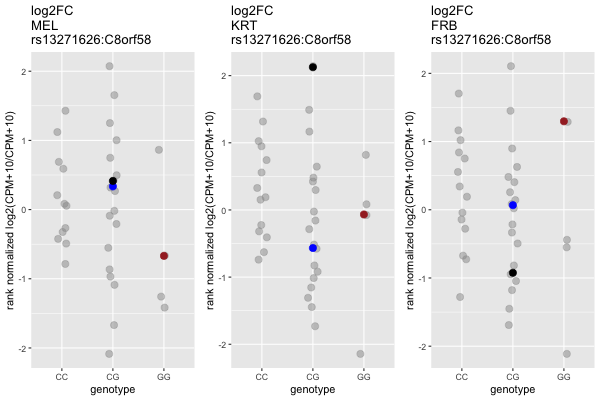 log2FC
MEL
rs13271626:C8orf58
rank normalized log2(CPM+10/CPM+10)
2
1
0
-1
-2
CC
CG
GG
genotype
log2FC
KRT
rs13271626:C8orf58
rank normalized log2(CPM+10/CPM+10)
2
1
0
-1
-2
CC
CG
GG
genotype
log2FC
FRB
rs13271626:C8orf58
rank normalized log2(CPM+10/CPM+10)
2
1
0
-1
-2
CC
CG
GG
genotype